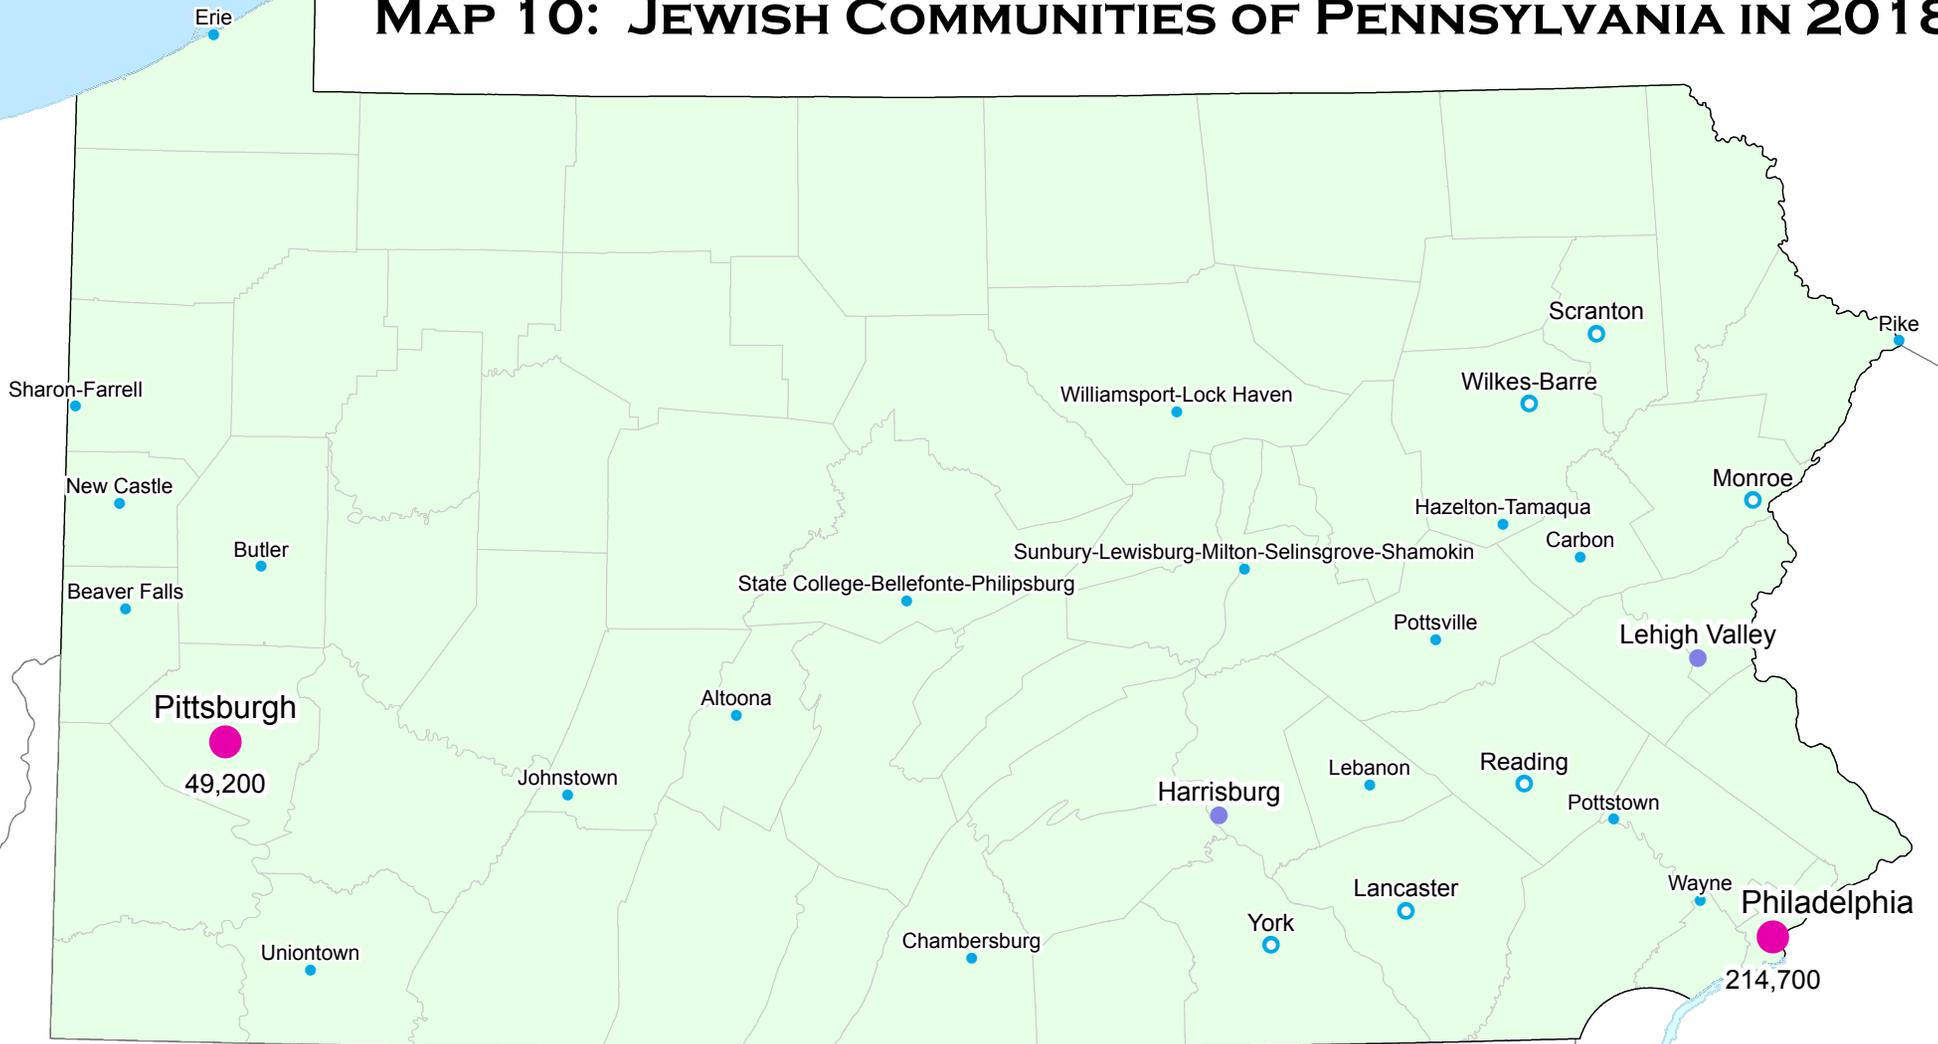 Erie
MAP 10: JEWISH COMMUNITIES OF PENNSYLVANIA IN 2018
Scranton
Pike
Wilkes-Barre
Sharon-Farrell
Williamsport-Lock Haven
Monroe
New Castle
Hazelton-Tamaqua
Carbon
Butler
Sunbury-Lewisburg-Milton-Selinsgrove-Shamokin
State College-Bellefonte-Philipsburg
Beaver Falls
Pottsville
Lehigh Valley
Altoona
Pittsburgh
49,200
Johnstown
Lebanon
Reading
Harrisburg
Pottstown
Lancaster
Wayne
Philadelphia
214,700
York
Chambersburg
Uniontown